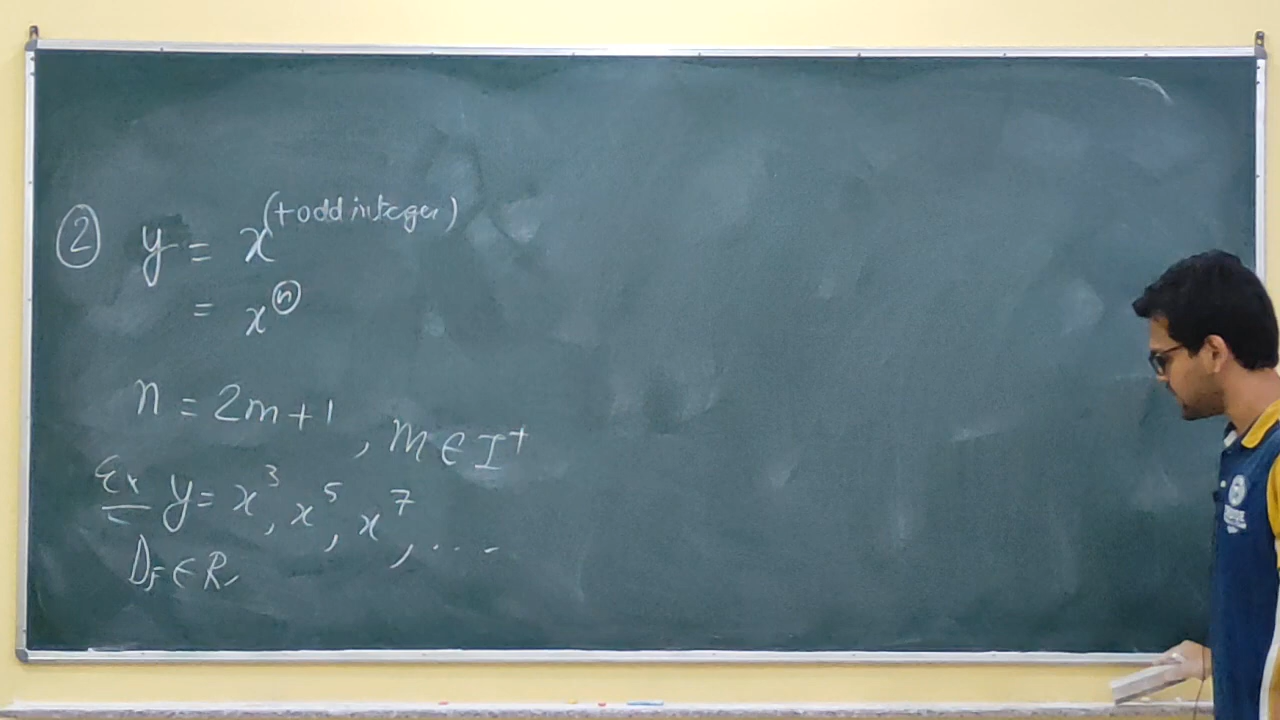 ② y = x^(+odd integer)
= x^ⓝ
n = 2m+1 , m ∈ I⁺
Ex y = x³, x⁵, x⁷, ....
D_f ∈ R,